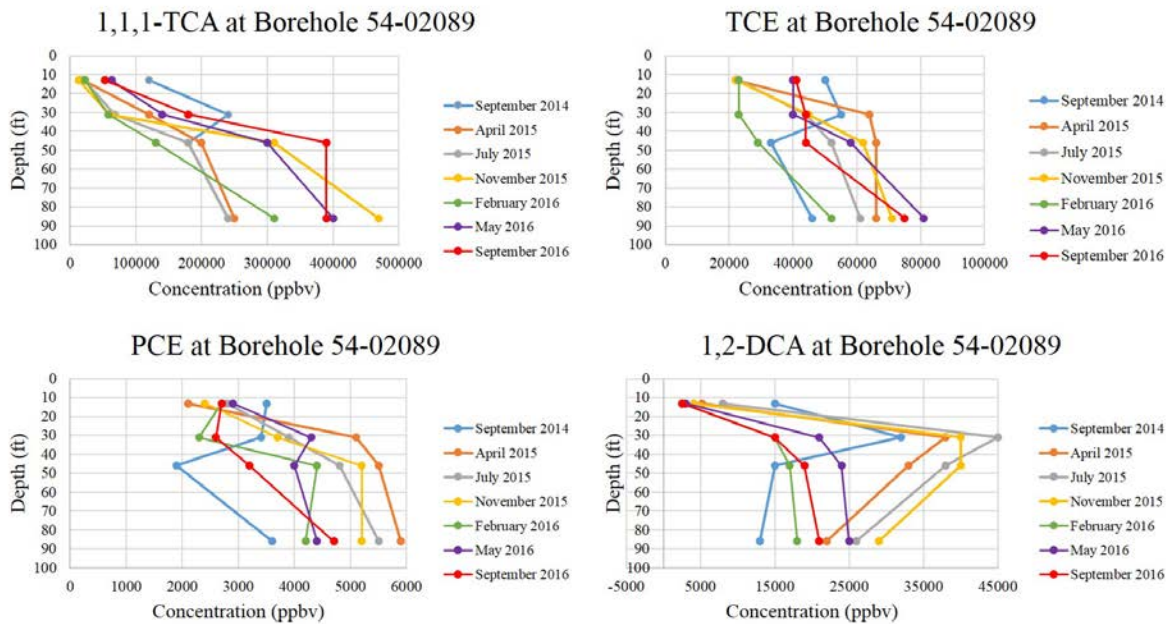 1,1,1-TCA at Borehole 54-02089
0
10
20
30
40
50
60
70
80
90
100
Depth (ft)
0 100000 200000 300000 400000 500000
Concentration (ppbv)
September 2014
April 2015
July 2015
November 2015
February 2016
May 2016
September 2016
TCE at Borehole 54-02089
0
10
20
30
40
50
60
70
80
90
100
Depth (ft)
0 20000 40000 60000 80000 100000
Concentration (ppbv)
September 2014
April 2015
July 2015
November 2015
February 2016
May 2016
September 2016
PCE at Borehole 54-02089
0
10
20
30
40
50
60
70
80
90
100
Depth (ft)
0 1000 2000 3000 4000 5000 6000
Concentration (ppbv)
September 2014
April 2015
July 2015
November 2015
February 2016
May 2016
September 2016
1,2-DCA at Borehole 54-02089
0
10
20
30
40
50
60
70
80
90
100
Depth (ft)
-5000 5000 15000 25000 35000 45000
Concentration (ppbv)
September 2014
April 2015
July 2015
November 2015
February 2016
May 2016
September 2016